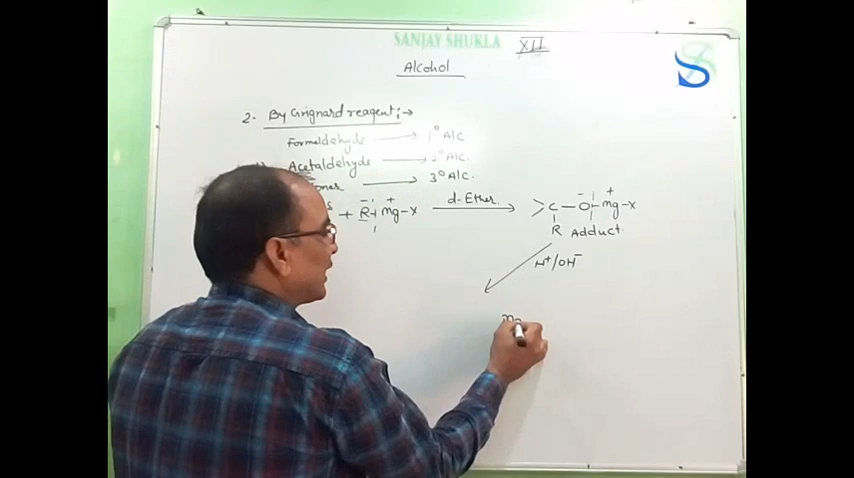 SANJAY SHUKLA
XII
S
Alcohol
2- By Grignard reagent:→
Formeldehyde → 1° Alc.
Acetaldehyde → 2° Alc.
→ 3° Alc.
+ R⁻ mg⁺-x d-Ether → >C-O⁻ mg⁺-x
R Adduct
H⁺/OH⁻
m